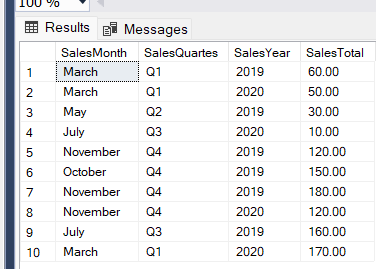 100 %
Results Messages
SalesMonth SalesQuartes SalesYear SalesTotal
1 March Q1 2019 60.00
2 March Q1 2020 50.00
3 May Q2 2019 30.00
4 July Q3 2020 10.00
5 November Q4 2019 120.00
6 October Q4 2019 150.00
7 November Q4 2019 180.00
8 November Q4 2020 120.00
9 July Q3 2019 160.00
10 March Q1 2020 170.00